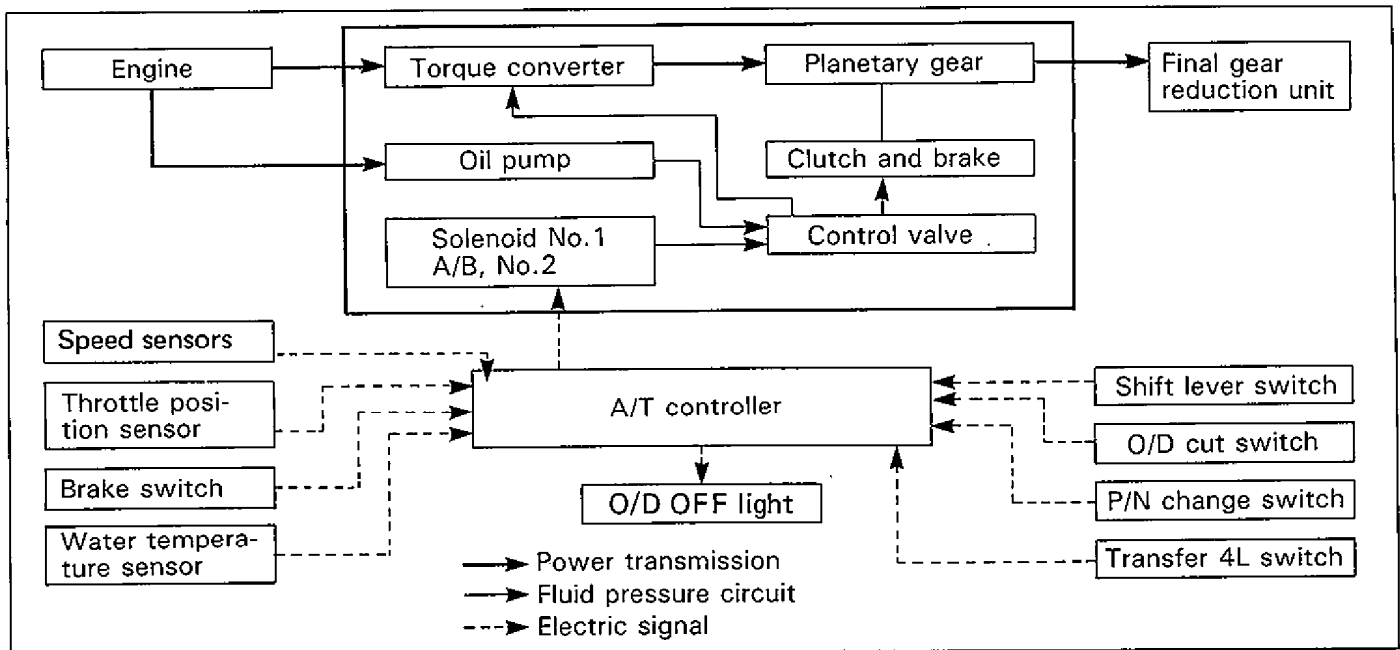 Engine
Torque converter
Planetary gear
Final gear
reduction unit
Oil pump
Clutch and brake
Solenoid No.1
A/B, No.2
Control valve
Speed sensors
Throttle posi-
tion sensor
Brake switch
Water tempera-
ture sensor
A/T controller
O/D OFF light
Shift lever switch
O/D cut switch
P/N change switch
Transfer 4L switch
Power transmission
Fluid pressure circuit
Electric signal